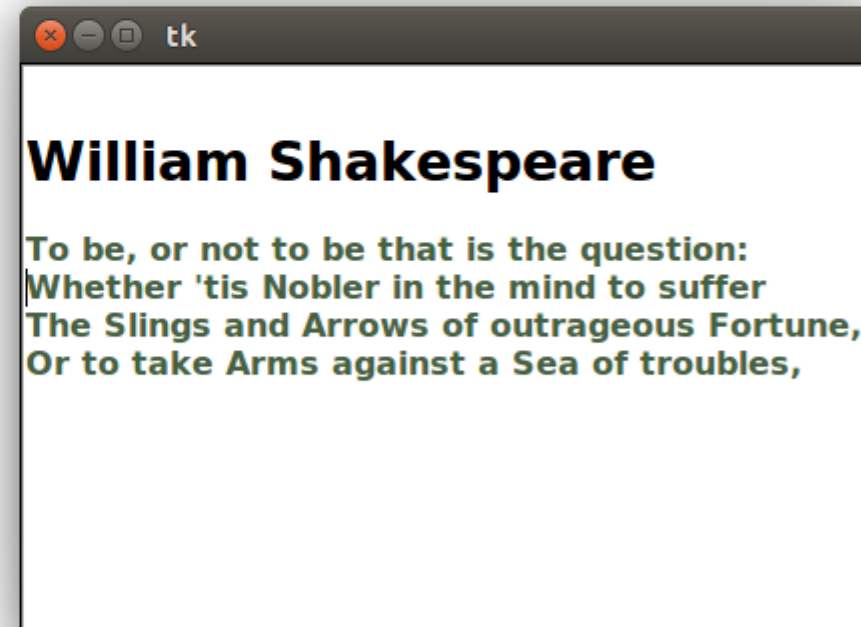 tk
William Shakespeare
To be, or not to be that is the question:
Whether 'tis Nobler in the mind to suffer
The Slings and Arrows of outrageous Fortune,
Or to take Arms against a Sea of troubles,